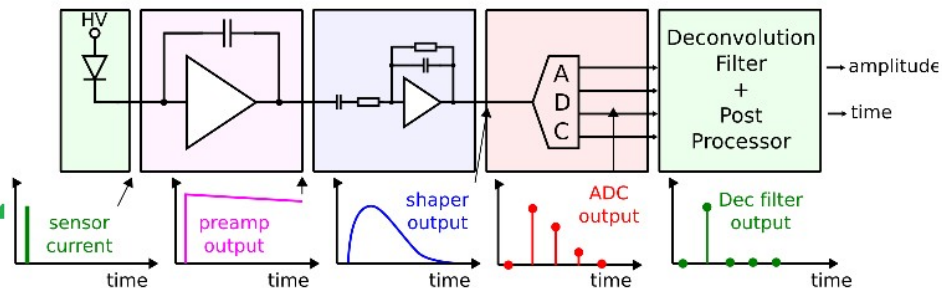 HV
A
D
C
Deconvolution
Filter
+
Post
Processor
amplitude
time
sensor
current
time
preamp
output
time
shaper
output
time
ADC
output
time
Dec filter
output
time